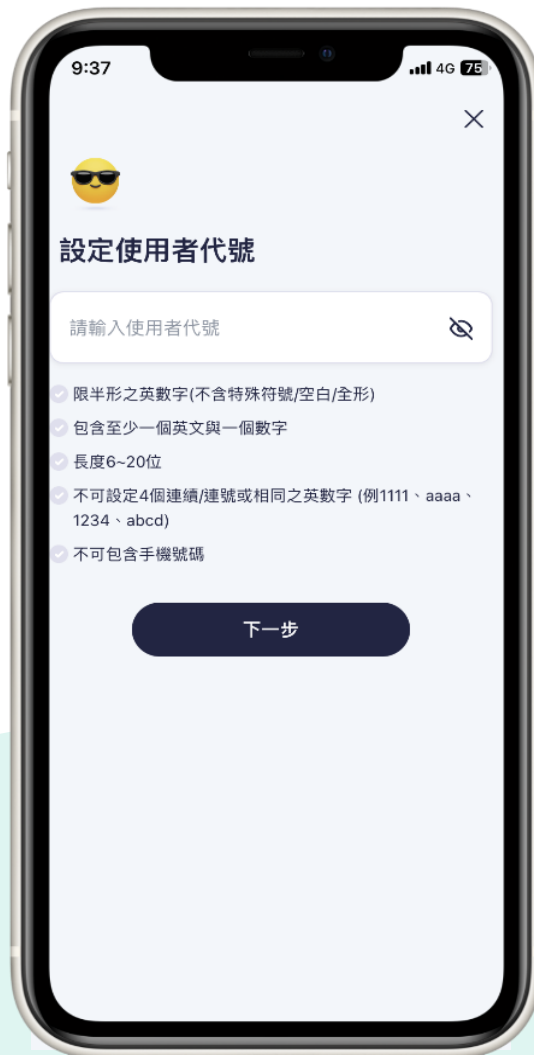 9:37
4G 75
設定使用者代號
請輸入使用者代號
限半形之英數字(不含特殊符號/空白/全形)
包含至少一個英文與一個數字
長度6~20位
不可設定4個連續/連號或相同之英數字 (例1111、aaaa、
1234、abcd)
不可包含手機號碼
下一步